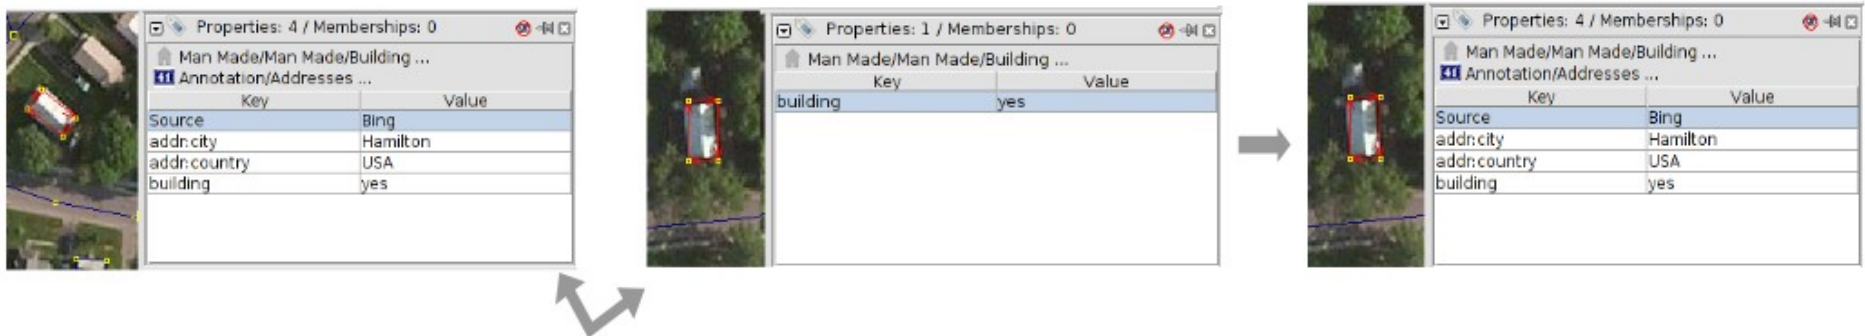 Properties: 4 / Memberships: 0
Man Made/Man Made/Building ...
41 Annotation/Addresses ...
Key Value
Source Bing
addr:city Hamilton
addr:country USA
building yes
Properties: 1 / Memberships: 0
Man Made/Man Made/Building ...
Key Value
building yes
Properties: 4 / Memberships: 0
Man Made/Man Made/Building ...
41 Annotation/Addresses ...
Key Value
Source Bing
addr:city Hamilton
addr:country USA
building yes